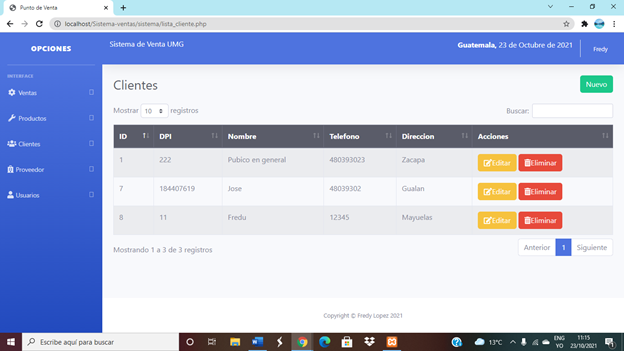 Punto de Venta
localhost/Sistema-ventas/sistema/lista_cliente.php
OPCIONES
Sistema de Venta UMG
Guatemala, 23 de Octubre de 2021
Fredy
INTERFACE
Ventas
Productos
Clientes
Proveedor
Usuarios
Clientes
Nuevo
Mostrar 10 registros
Buscar:
ID DPI Nombre Telefono Direccion Acciones
1 222 Pubico en general 480393023 Zacapa Editar Eliminar
7 184407619 Jose 48039302 Gualan Editar Eliminar
8 11 Fredu 12345 Mayuelas Editar Eliminar
Mostrando 1 a 3 de 3 registros
Anterior 1 Siguiente
Copyright © Fredy Lopez 2021
Escribe aquí para buscar
13°C
ENG
YO
11:15
23/10/2021